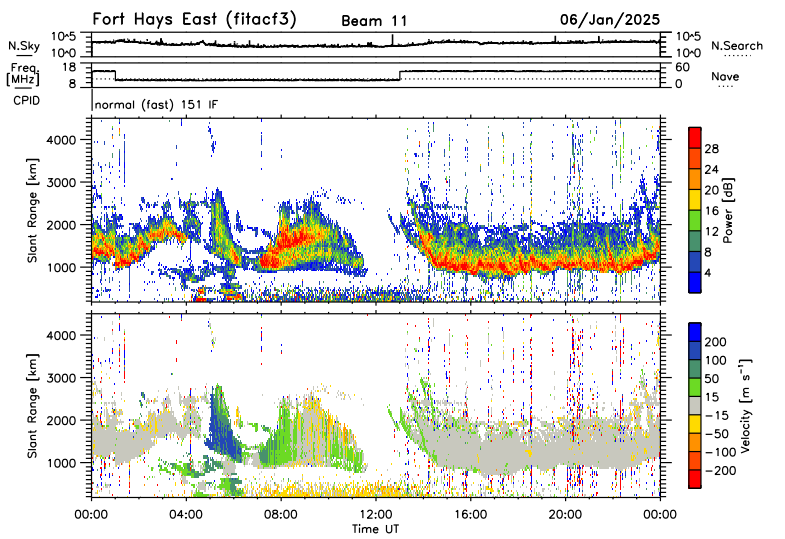 Fort Hays East (fitacf3) Beam 11 06/Jan/2025
N.Sky 10^5 10^0 10^5 10^0 N.Search
Freq. [MHz] 18 8 60 0 Nave
CPID normal (fast) 151 IF
Slant Range [km] 4000 3000 2000 1000
Power [dB] 28 24 20 16 12 8 4
Slant Range [km] 4000 3000 2000 1000
Velocity [m s⁻¹] 200 100 50 15 −15 −50 −100 −200
00:00 04:00 08:00 12:00 16:00 20:00 00:00
Time UT